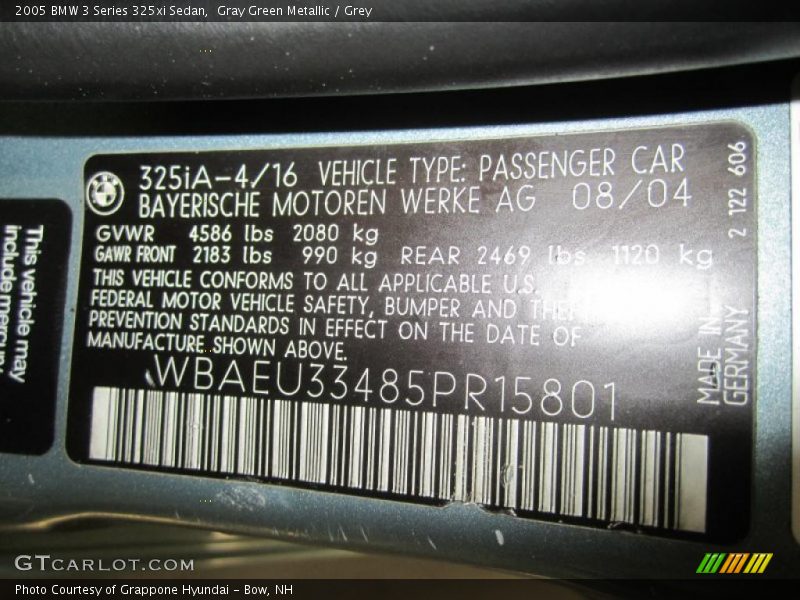 2005 BMW 3 Series 325xi Sedan,  Gray Green Metallic / Grey
This vehicle may
include mercury
BMW
325iA-4/16 VEHICLE TYPE: PASSENGER CAR
BAYERISCHE MOTOREN WERKE AG 08/04
GVWR 4586 lbs 2080 kg
GAWR FRONT 2183 lbs 990 kg REAR 2469 lbs 1120 kg
THIS VEHICLE CONFORMS TO ALL APPLICABLE U.S.
FEDERAL MOTOR VEHICLE SAFETY, BUMPER AND THEFT
PREVENTION STANDARDS IN EFFECT ON THE DATE OF
MANUFACTURE SHOWN ABOVE.
WBAEU33485PR15801
2 122 606
MADE IN
GERMANY
GTCARLOT.COM
Photo Courtesy of Grappone Hyundai - Bow, NH